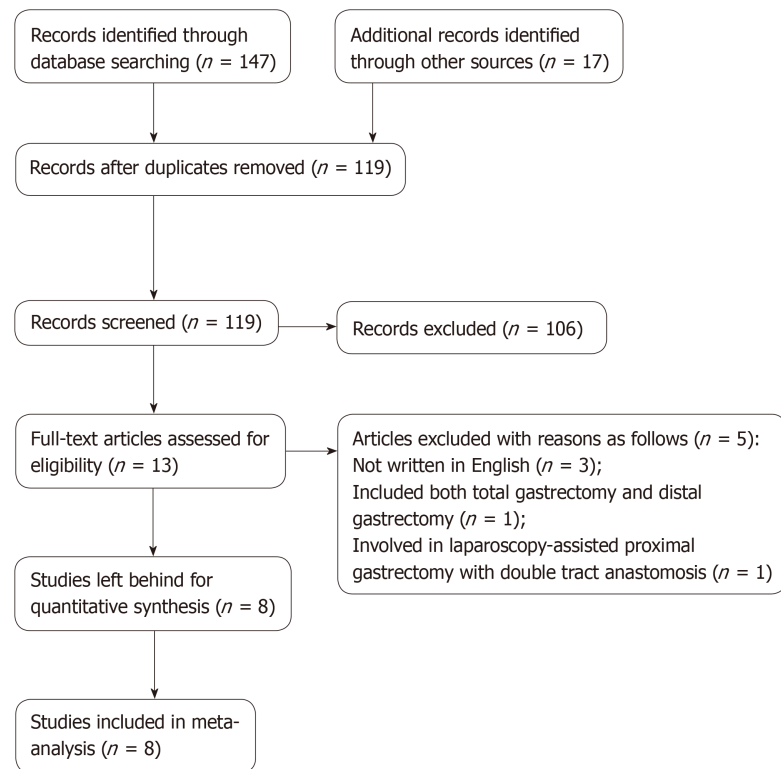 Records identified through
database searching (n = 147)
Additional records identified
through other sources (n = 17)
Records after duplicates removed (n = 119)
Records screened (n = 119)
Records excluded (n = 106)
Full-text articles assessed for
eligibility (n = 13)
Articles excluded with reasons as follows (n = 5):
Not written in English (n = 3);
Included both total gastrectomy and distal
gastrectomy (n = 1);
Involved in laparoscopy-assisted proximal
gastrectomy with double tract anastomosis (n = 1)
Studies left behind for
quantitative synthesis (n = 8)
Studies included in meta-
analysis (n = 8)